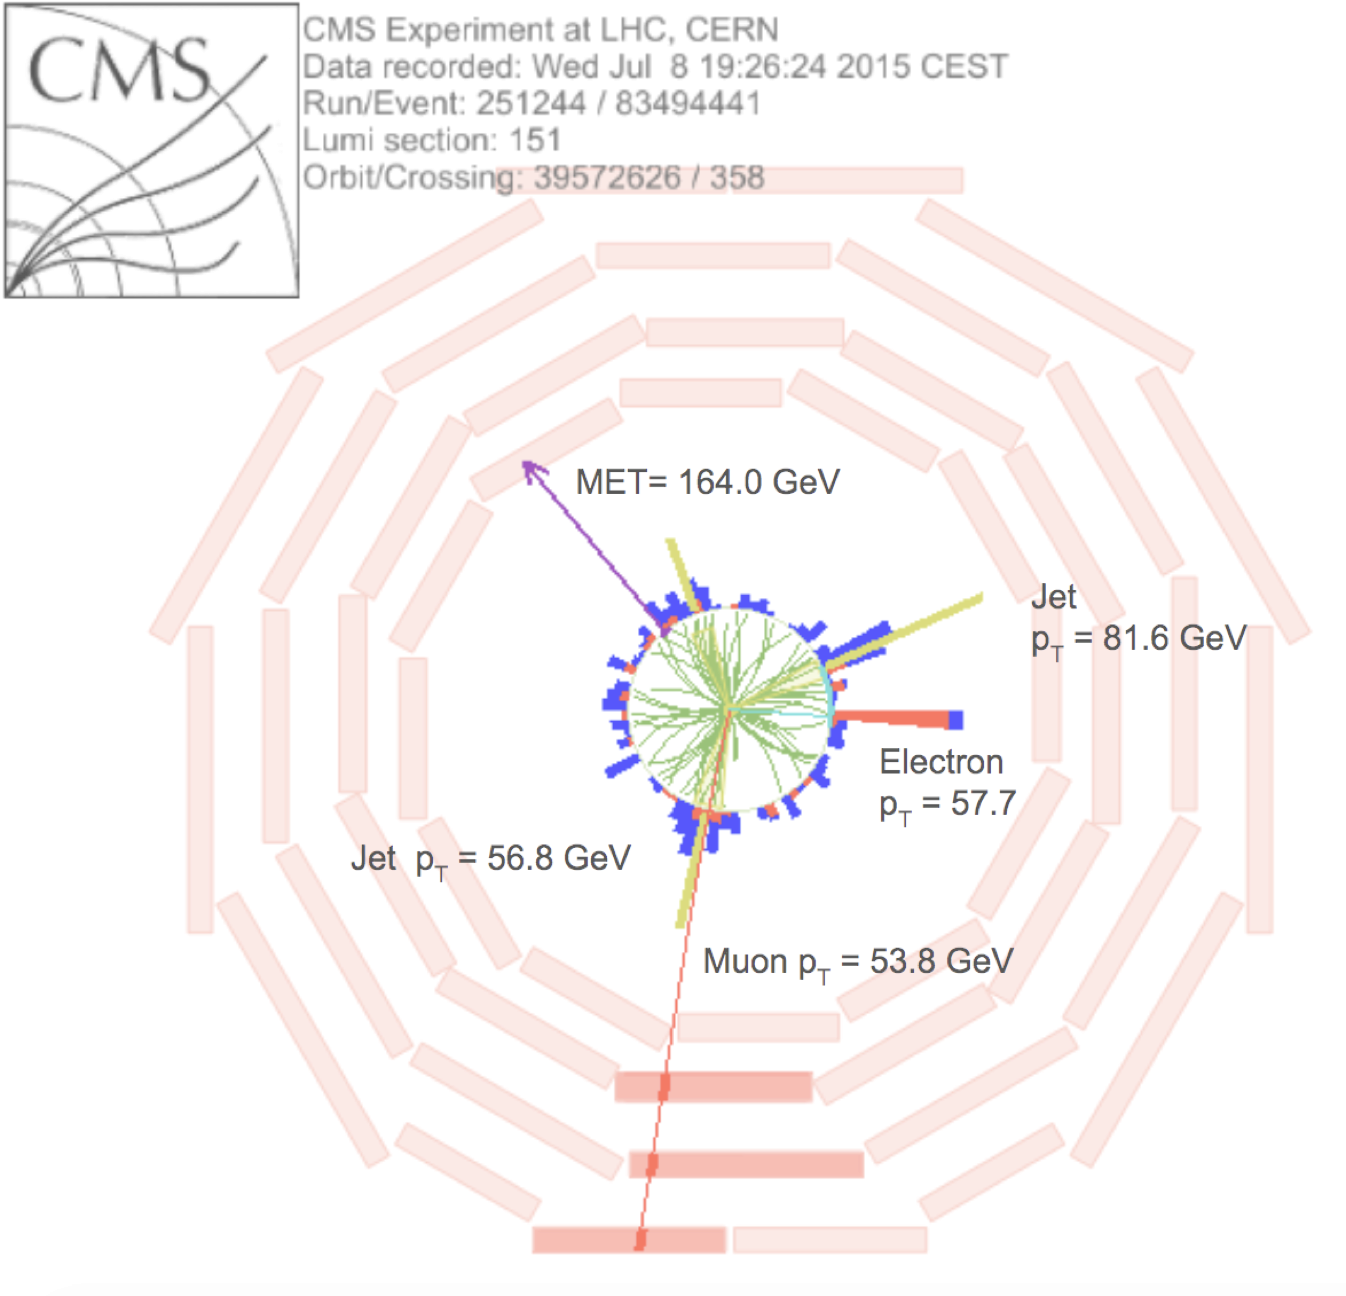 CMS
CMS Experiment at LHC, CERN
Data recorded: Wed Jul 8 19:26:24 2015 CEST
Run/Event: 251244 / 83494441
Lumi section: 151
Orbit/Crossing: 39572626 / 358
MET= 164.0 GeV
Jet
pT = 81.6 GeV
Electron
pT = 57.7
Jet pT = 56.8 GeV
Muon pT = 53.8 GeV